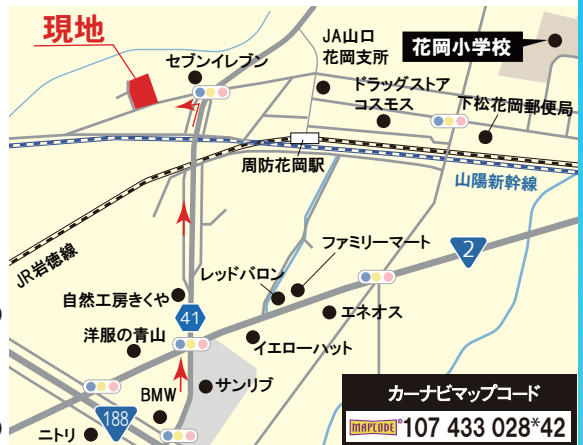 現地
セブンイレブン
JA山口
花岡支所
花岡小学校
ドラッグストア
コスモス
下松花岡郵便局
周防花岡駅
山陽新幹線
JR岩徳線
ファミリーマート
2
レッドバロン
自然工房きくや
41
エネオス
洋服の青山
イエローハット
サンリブ
BMW
188
ニトリ
カーナビマップコード
MAPCODE 107 433 028*42